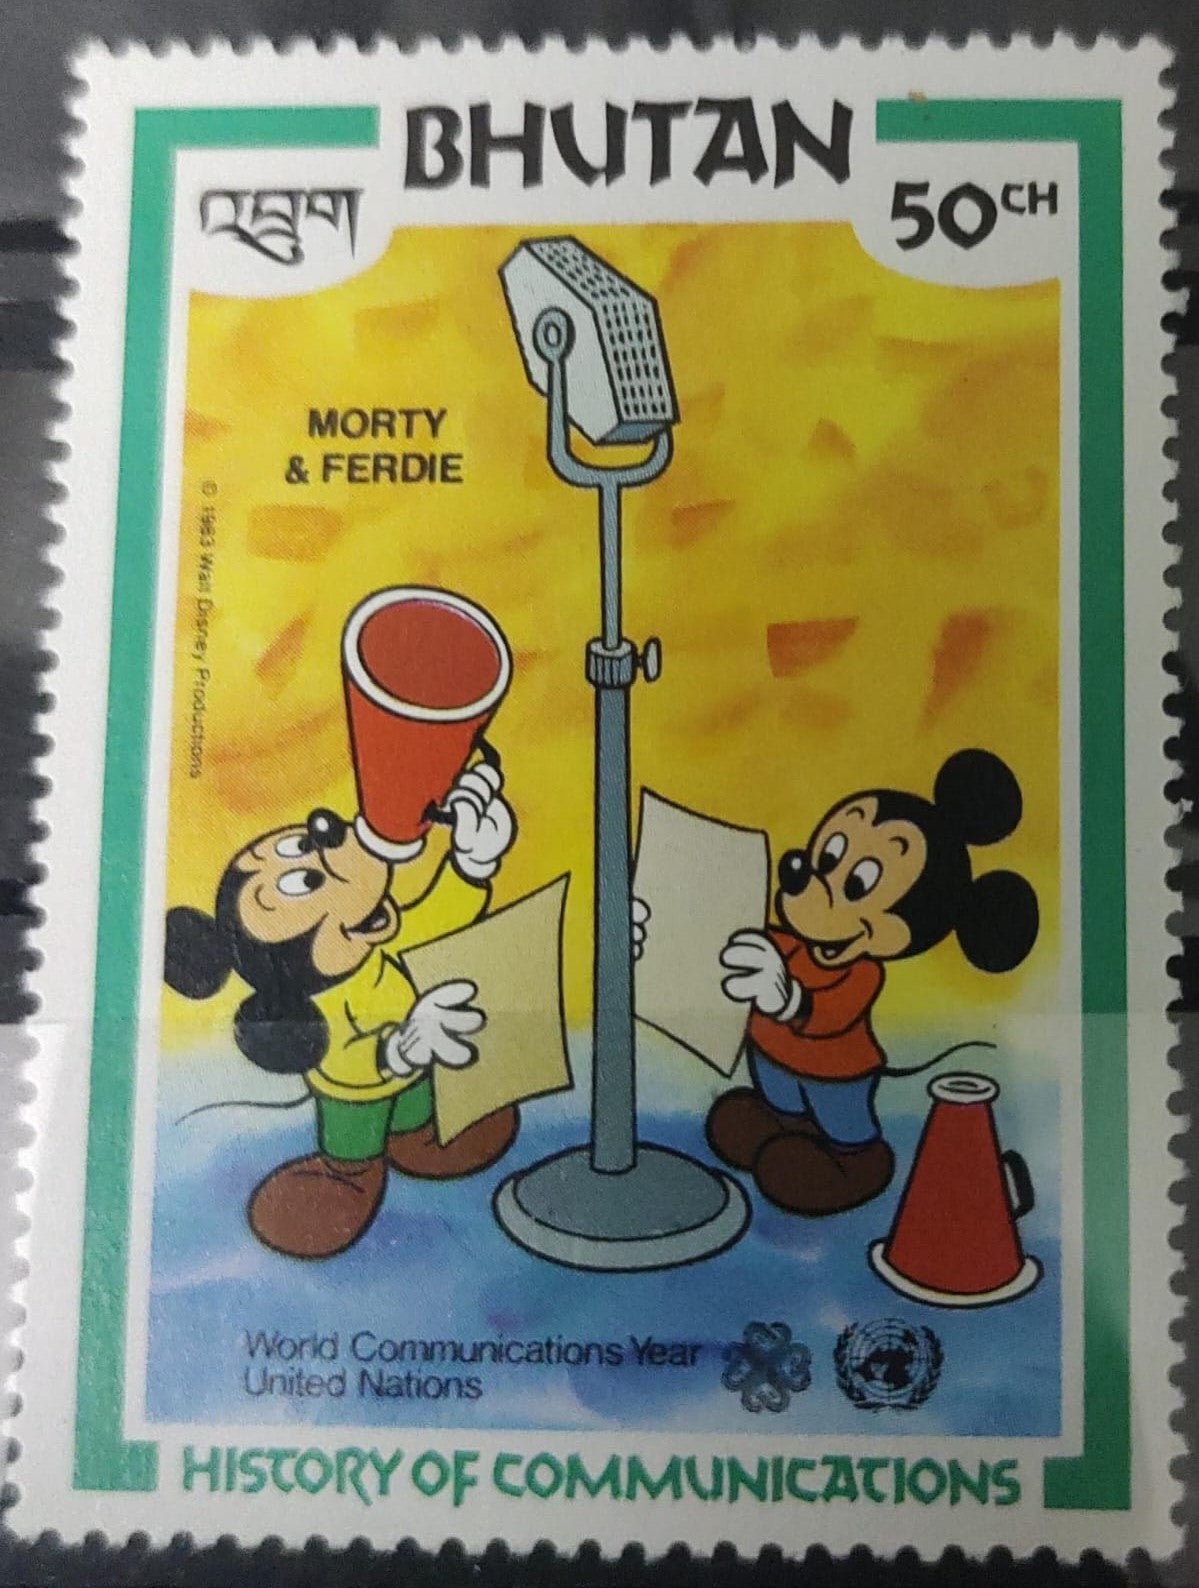 BHUTAN
འབྲུག
50CH
MORTY
& FERDIE
© 1983 Walt Disney Productions
World Communications Year
United Nations
HISTORY OF COMMUNICATIONS